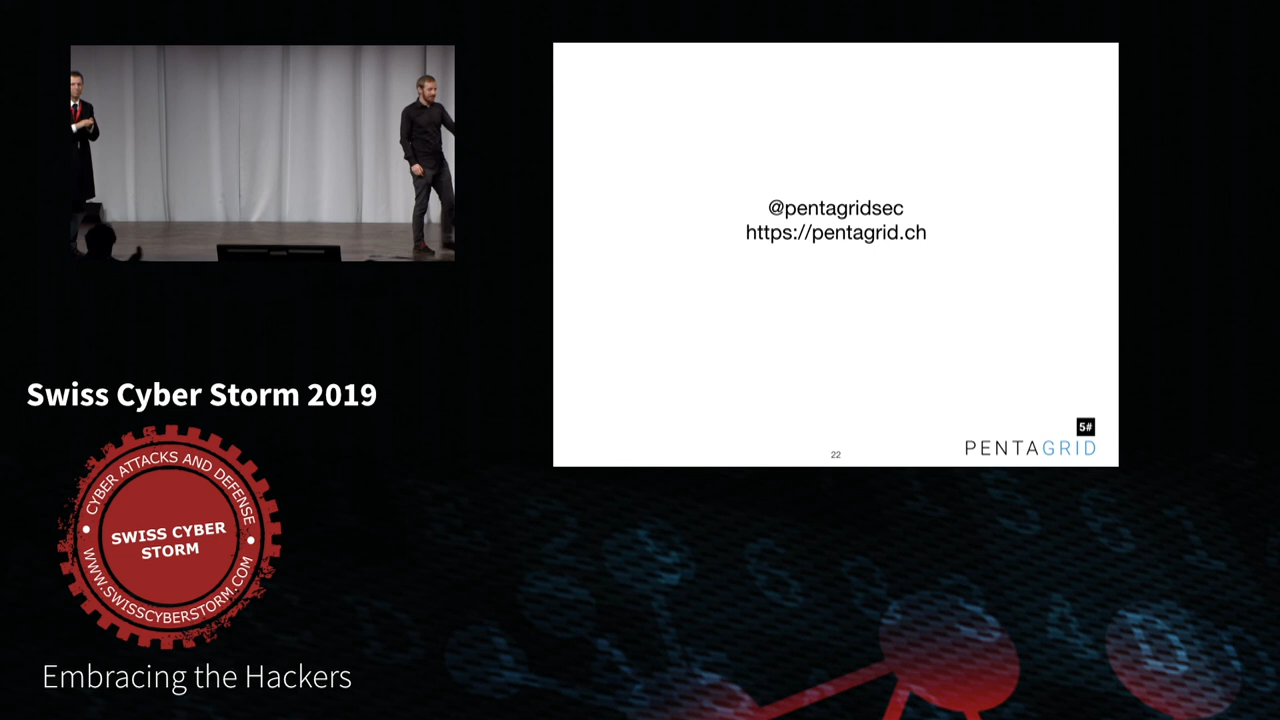 @pentagridsec
https://pentagrid.ch
5#
PENTAGRID
22
Swiss Cyber Storm 2019
CYBER ATTACKS AND DEFENSE
SWISS CYBER
STORM
WWW.SWISSCYBERSTORM.COM
Embracing the Hackers